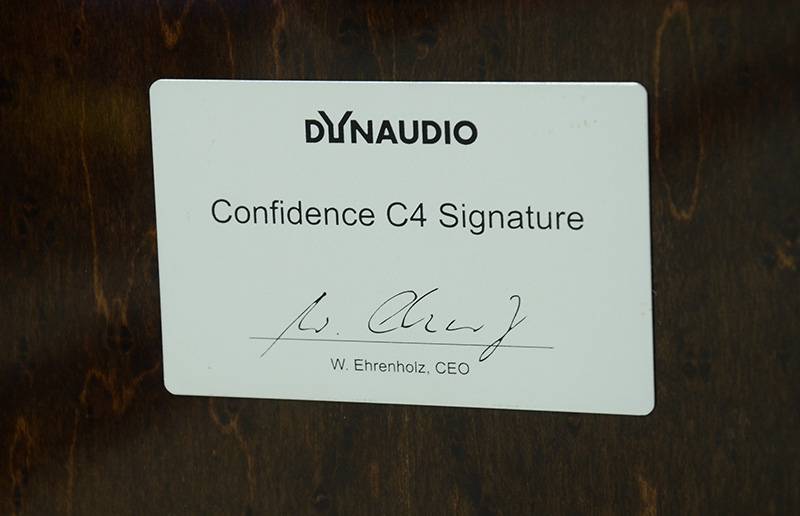 DYNAUDIO
Confidence C4 Signature
W. Ehrenholz, CEO